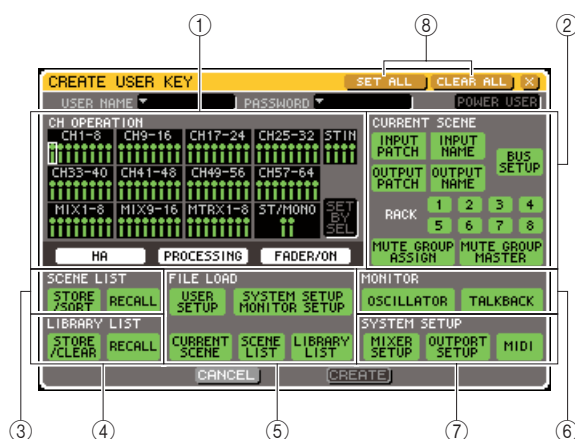 ① ⑧ ②
CREATE USER KEY SET ALL CLEAR ALL X
USER NAME PASSWORD POWER USER
CH OPERATION
CH1-8 CH9-16 CH17-24 CH25-32 STIN
CH33-40 CH41-48 CH49-56 CH57-64
MIX1-8 MIX9-16 MTRX1-8 ST/MONO SET BY SEL
HA PROCESSING FADER/ON
CURRENT SCENE
INPUT PATCH INPUT NAME BUS SETUP
OUTPUT PATCH OUTPUT NAME
RACK 1 2 3 4
5 6 7 8
MUTE GROUP ASSIGN MUTE GROUP MASTER
SCENE LIST
STORE /SORT RECALL
FILE LOAD
USER SETUP SYSTEM SETUP MONITOR SETUP
CURRENT SCENE SCENE LIST LIBRARY LIST
MONITOR
OSCILLATOR TALKBACK
LIBRARY LIST
STORE /CLEAR RECALL
SYSTEM SETUP
MIXER SETUP OUTPORT SETUP MIDI
CANCEL CREATE
③ ④ ⑤ ⑦ ⑥